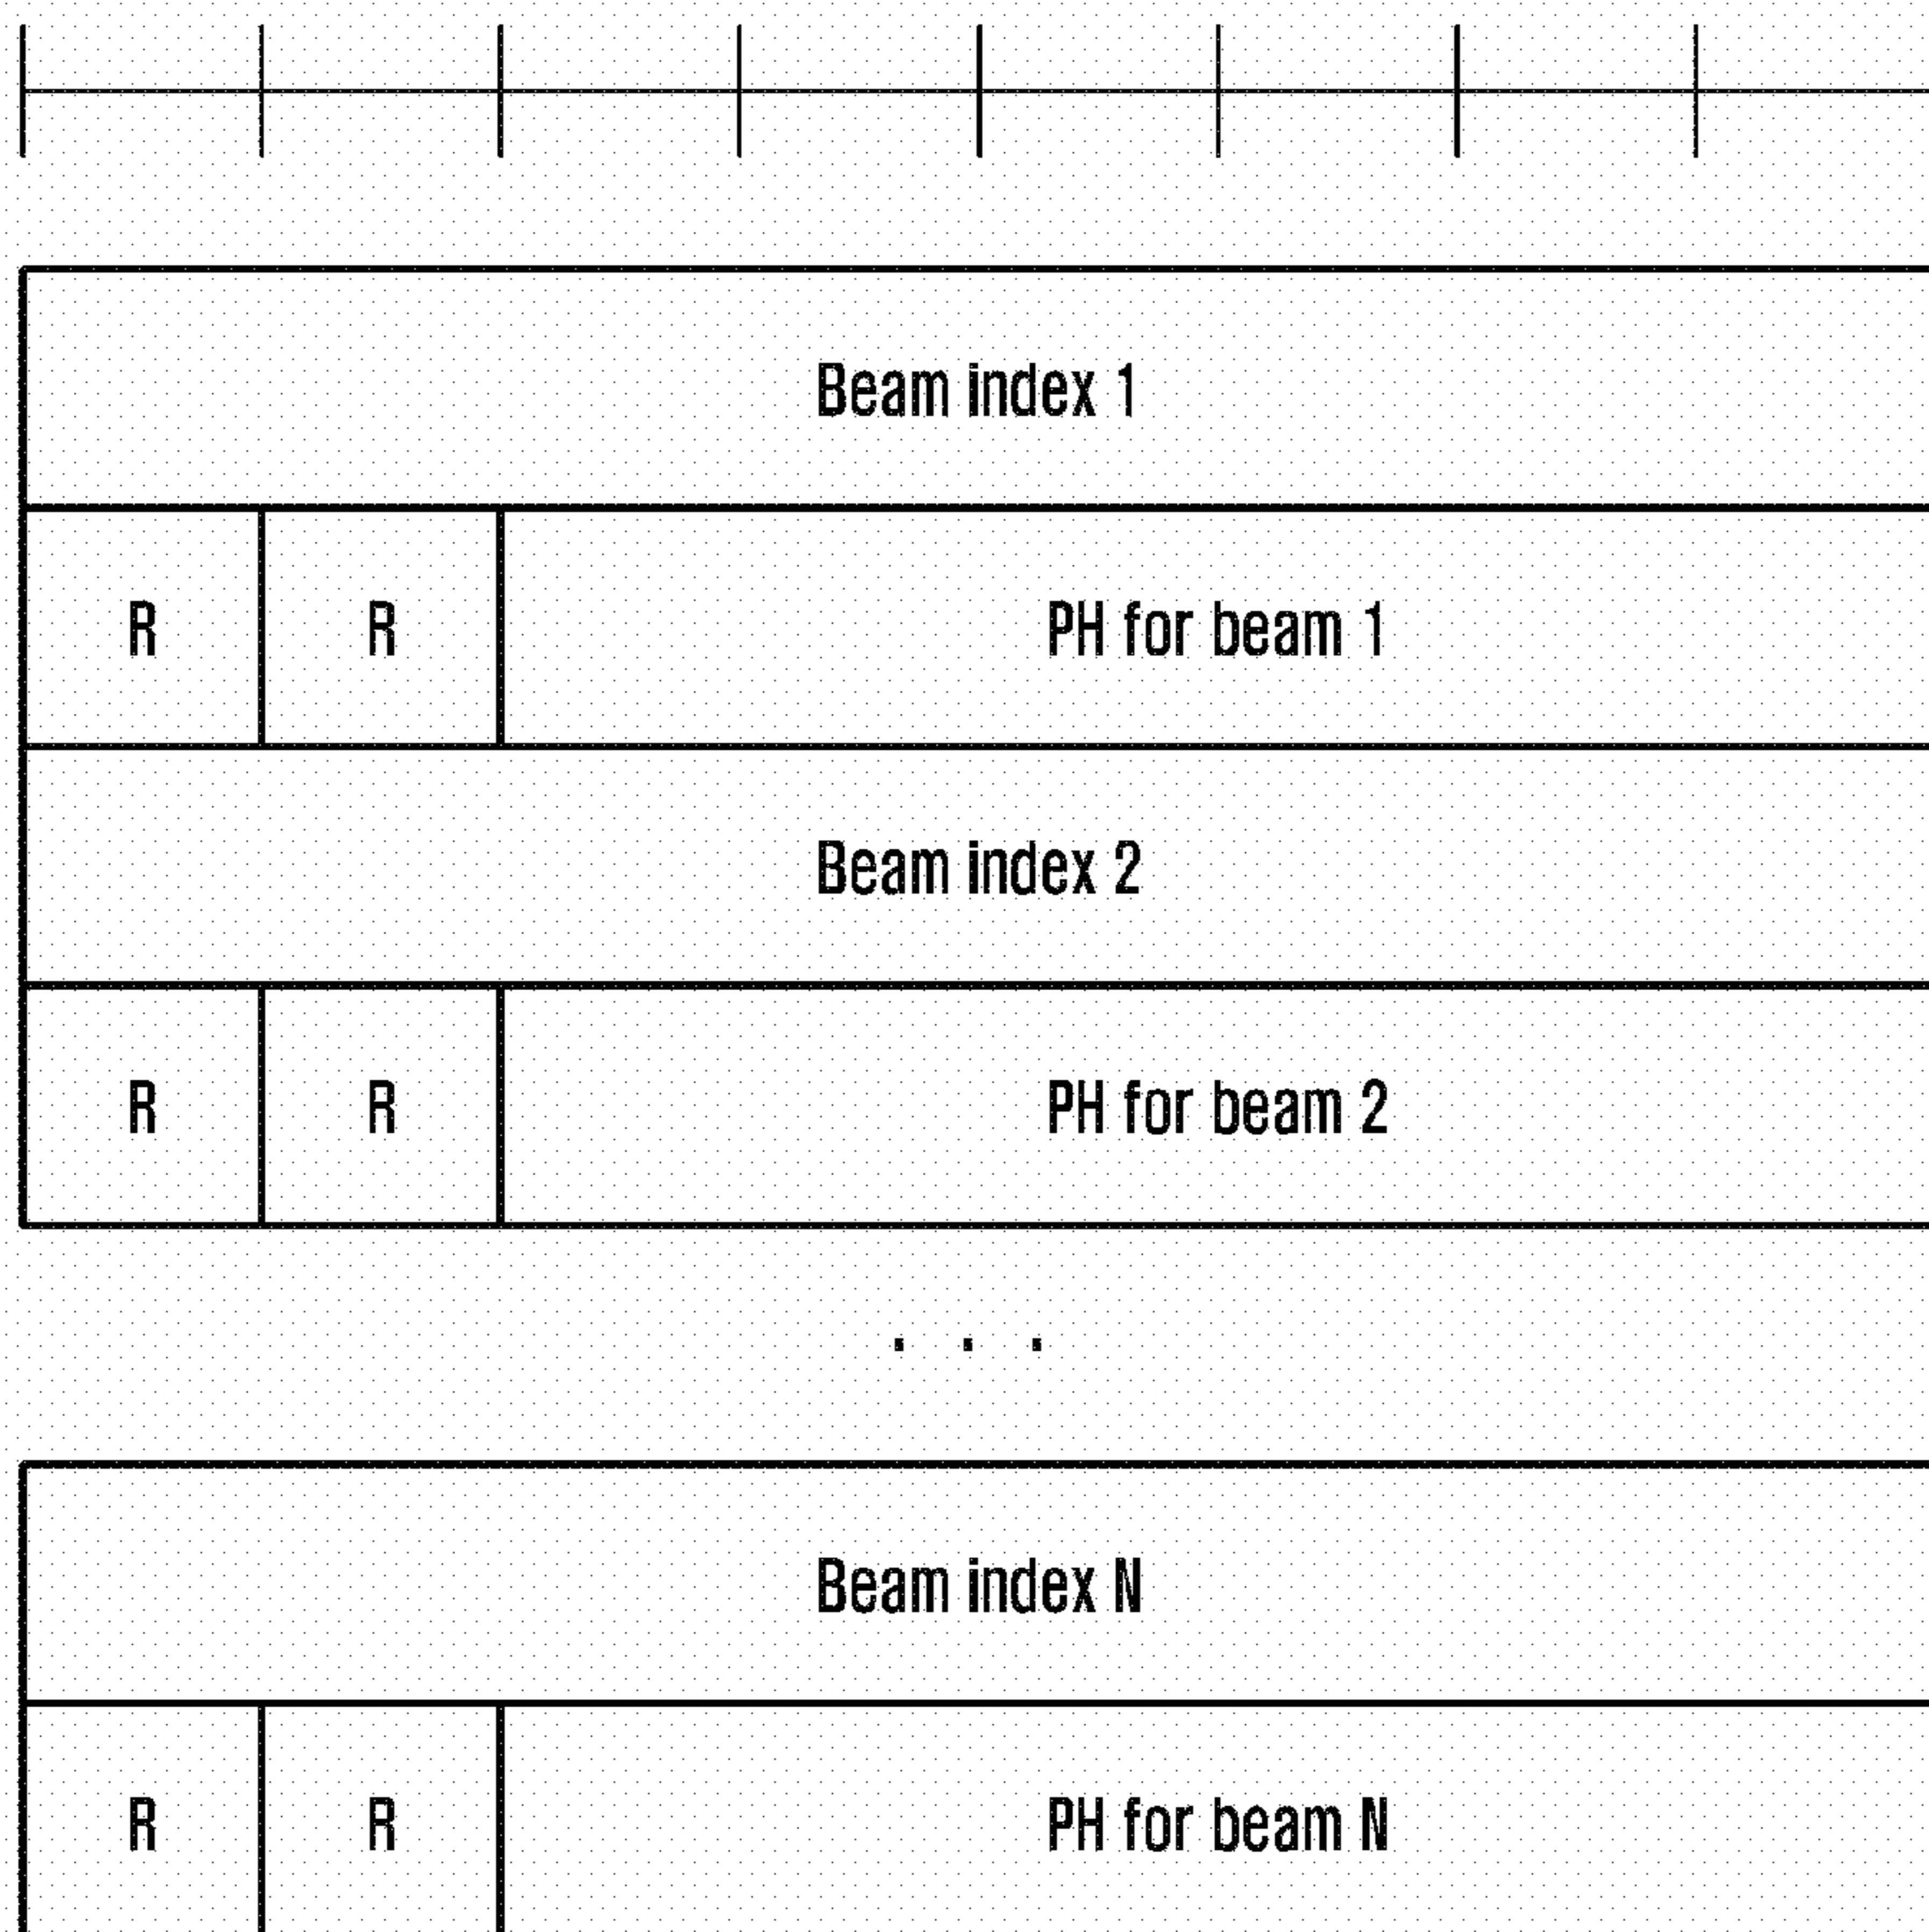 Beam index 1
R R PH for beam 1
Beam index 2
R R PH for beam 2
. . .
Beam index N
R R PH for beam N